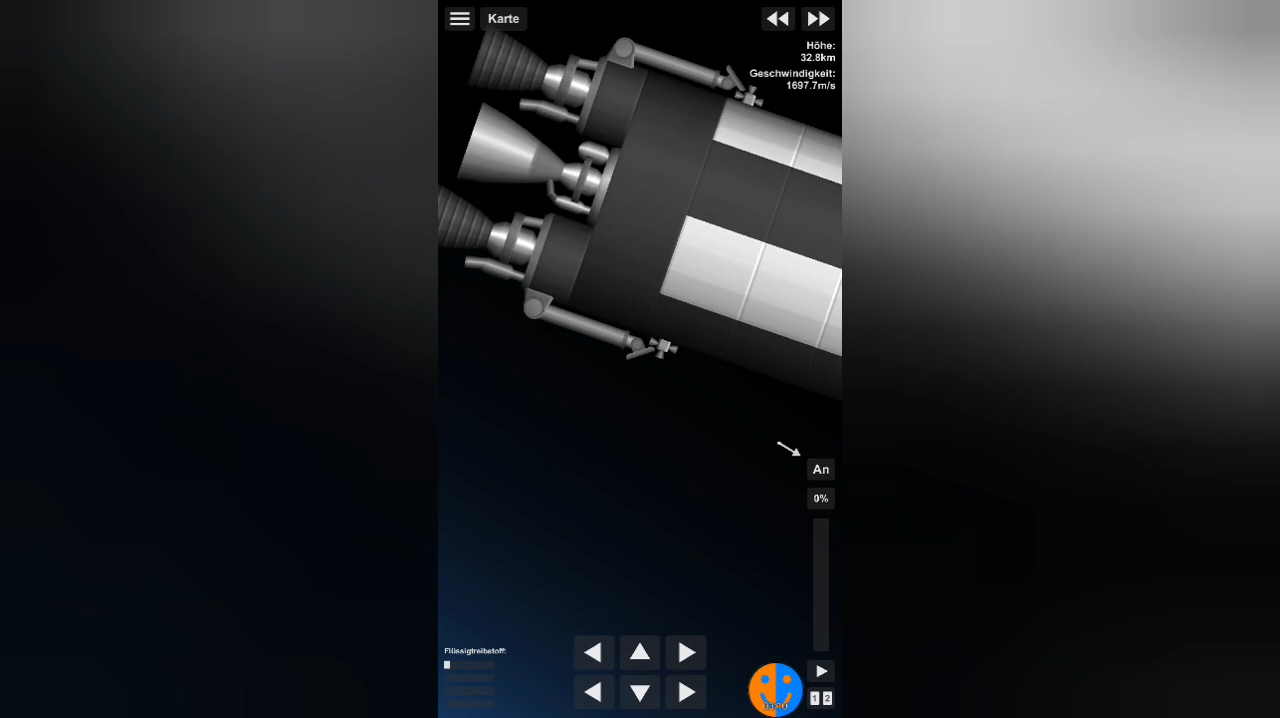 Karte
Höhe:
32.8km
Geschwindigkeit:
1697.7m/s
An
0%
Flüssigtreibstoff:
1 2